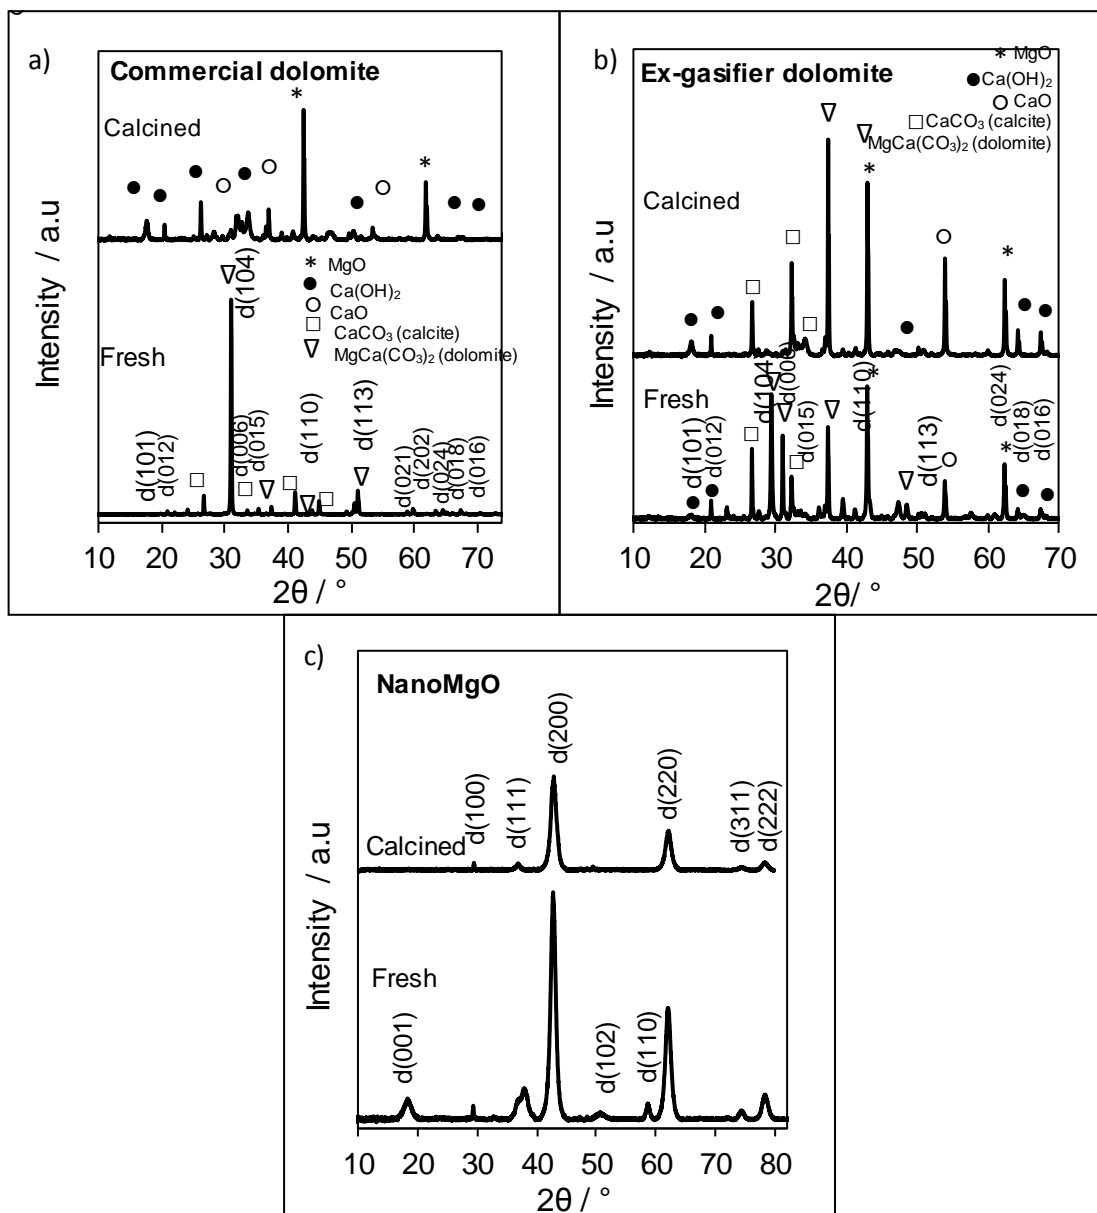 a)
Commercial dolomite
*
Calcined
*
Intensity / a.u
d(104)
* MgO
Ca(OH)2
CaO
CaCO3 (calcite)
MgCa(CO3)2 (dolomite)
Fresh
d(101)
d(012)
d(006)
d(015)
d(110)
d(113)
d(021)
d(202)
d(024)
d(018)
d(016)
10 20 30 40 50 60 70
2θ / °
b)
Ex-gasifier dolomite
* MgO
Ca(OH)2
CaO
CaCO3 (calcite)
MgCa(CO3)2 (dolomite)
Calcined
*
*
Intensity / a.u
Fresh
d(101)
d(012)
d(104
d(015)
d(110)
*
d(113)
d(024)
d(018)
d(016)
*
10 20 30 40 50 60 70
2θ/ °
c)
NanoMgO
d(100)
d(111)
d(200)
d(220)
d(311)
d(222)
Calcined
Intensity / a.u
Fresh
d(001)
d(102)
d(110)
10 20 30 40 50 60 70 80
2θ / °